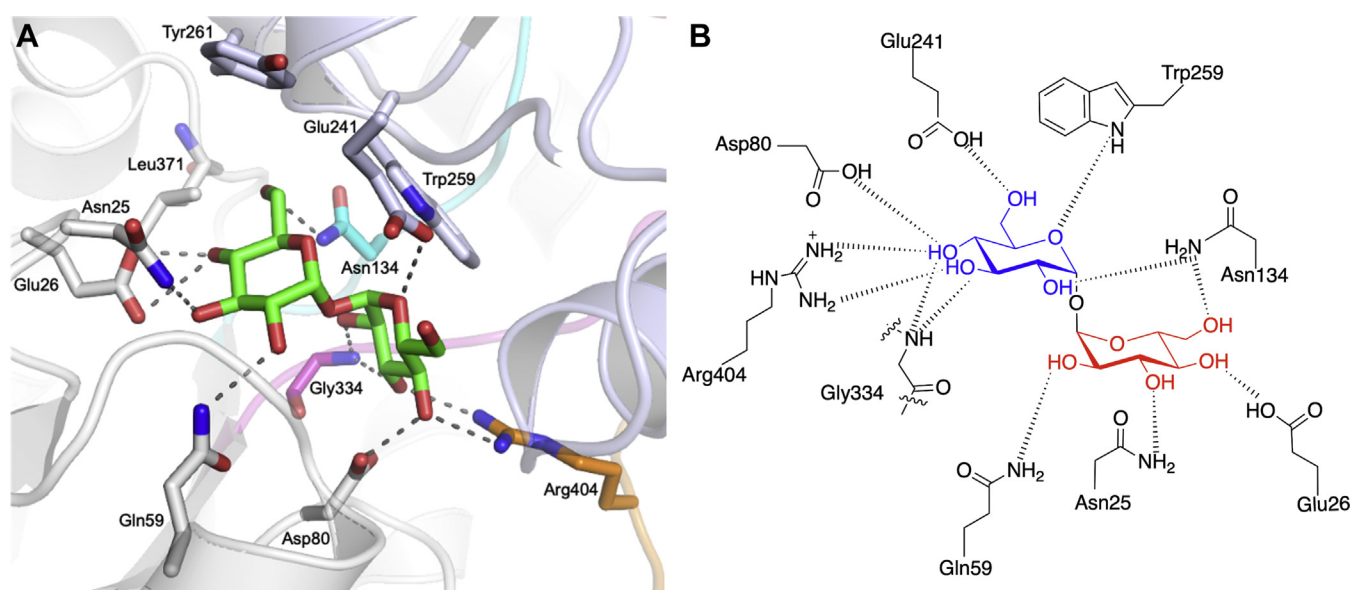 A
Tyr261
Glu241
Leu371
Trp259
Asn25
Asn134
Glu26
Gly334
Gln59
Asp80
Arg404
B
Glu241
Trp259
Asp80
O
OH
N
H
O
OH
OH
O
O
+
NH2
HO
HO
OH
H2N
Asn134
HN
NH2
O
NH
OH
Arg404
Gly334
O
O
HO
OH
OH
HO
O
O
NH2
O
NH2
Asn25
Glu26
Gln59